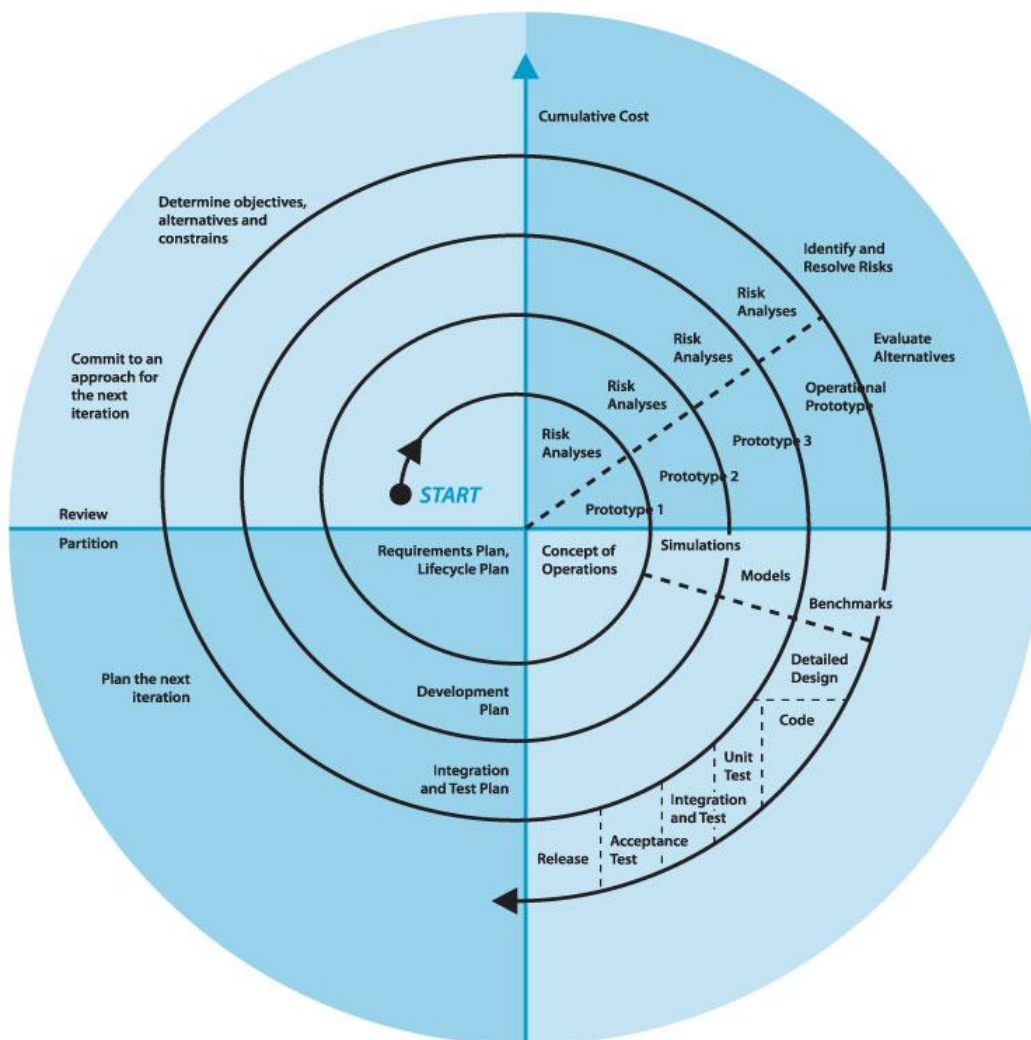 Cumulative Cost
Determine objectives,
alternatives and
constrains
Identify and
Resolve Risks
Risk
Analyses
Risk
Analyses
Evaluate
Alternatives
Commit to an
approach for
the next
iteration
Risk
Analyses
Operational
Prototype
Risk
Analyses
Prototype 3
Prototype 2
START
Prototype 1
Review
Partition
Requirements Plan,
Lifecycle Plan
Concept of
Operations
Simulations
Models
Benchmarks
Detailed
Design
Plan the next
iteration
Development
Plan
Code
Unit
Test
Integration
and Test Plan
Integration
and Test
Acceptance
Test
Release